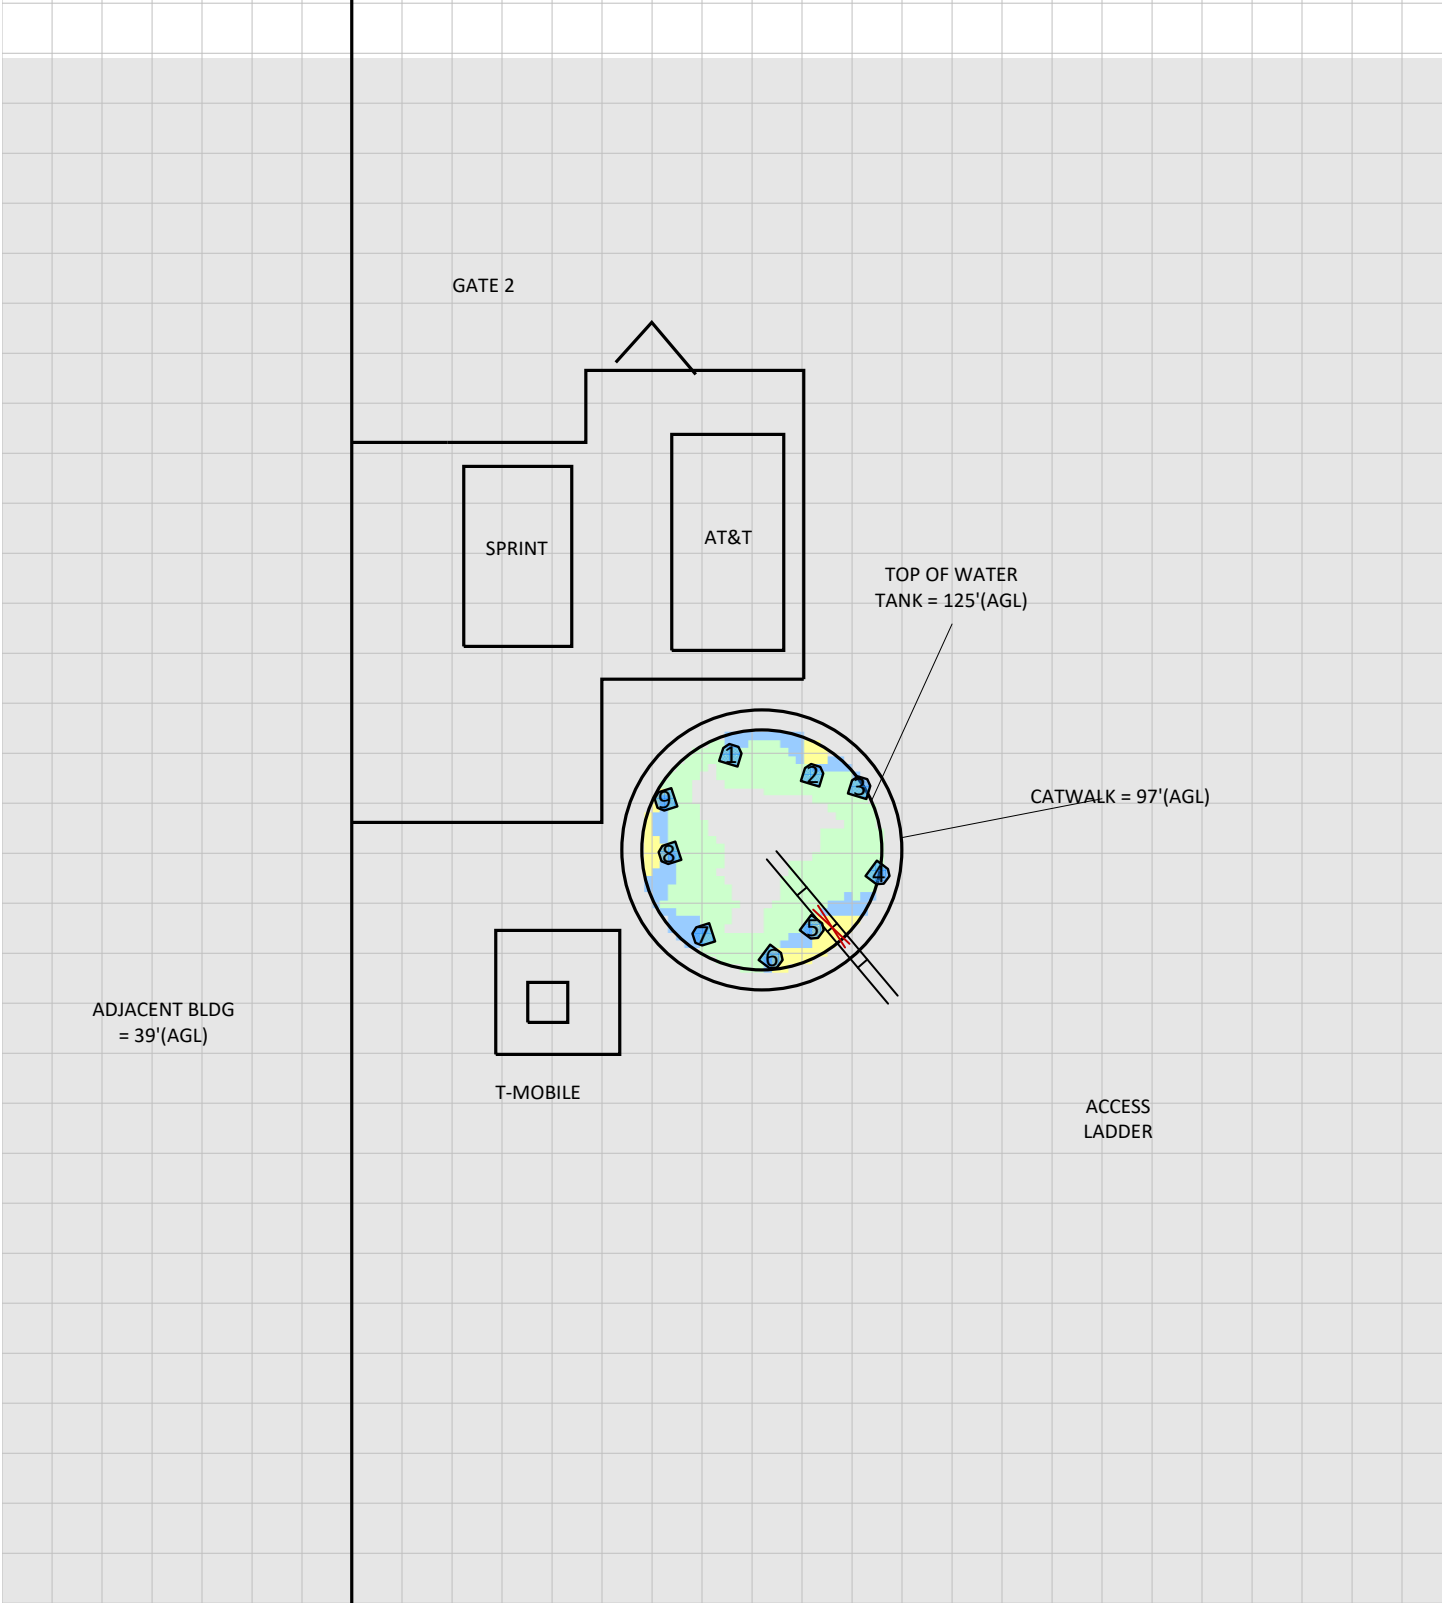 GATE 2
SPRINT
AT&T
TOP OF WATER
TANK = 125'(AGL)
1
2
3
CATWALK = 97'(AGL)
9
8
4
5
7
6
ADJACENT BLDG
= 39'(AGL)
T-MOBILE
ACCESS
LADDER